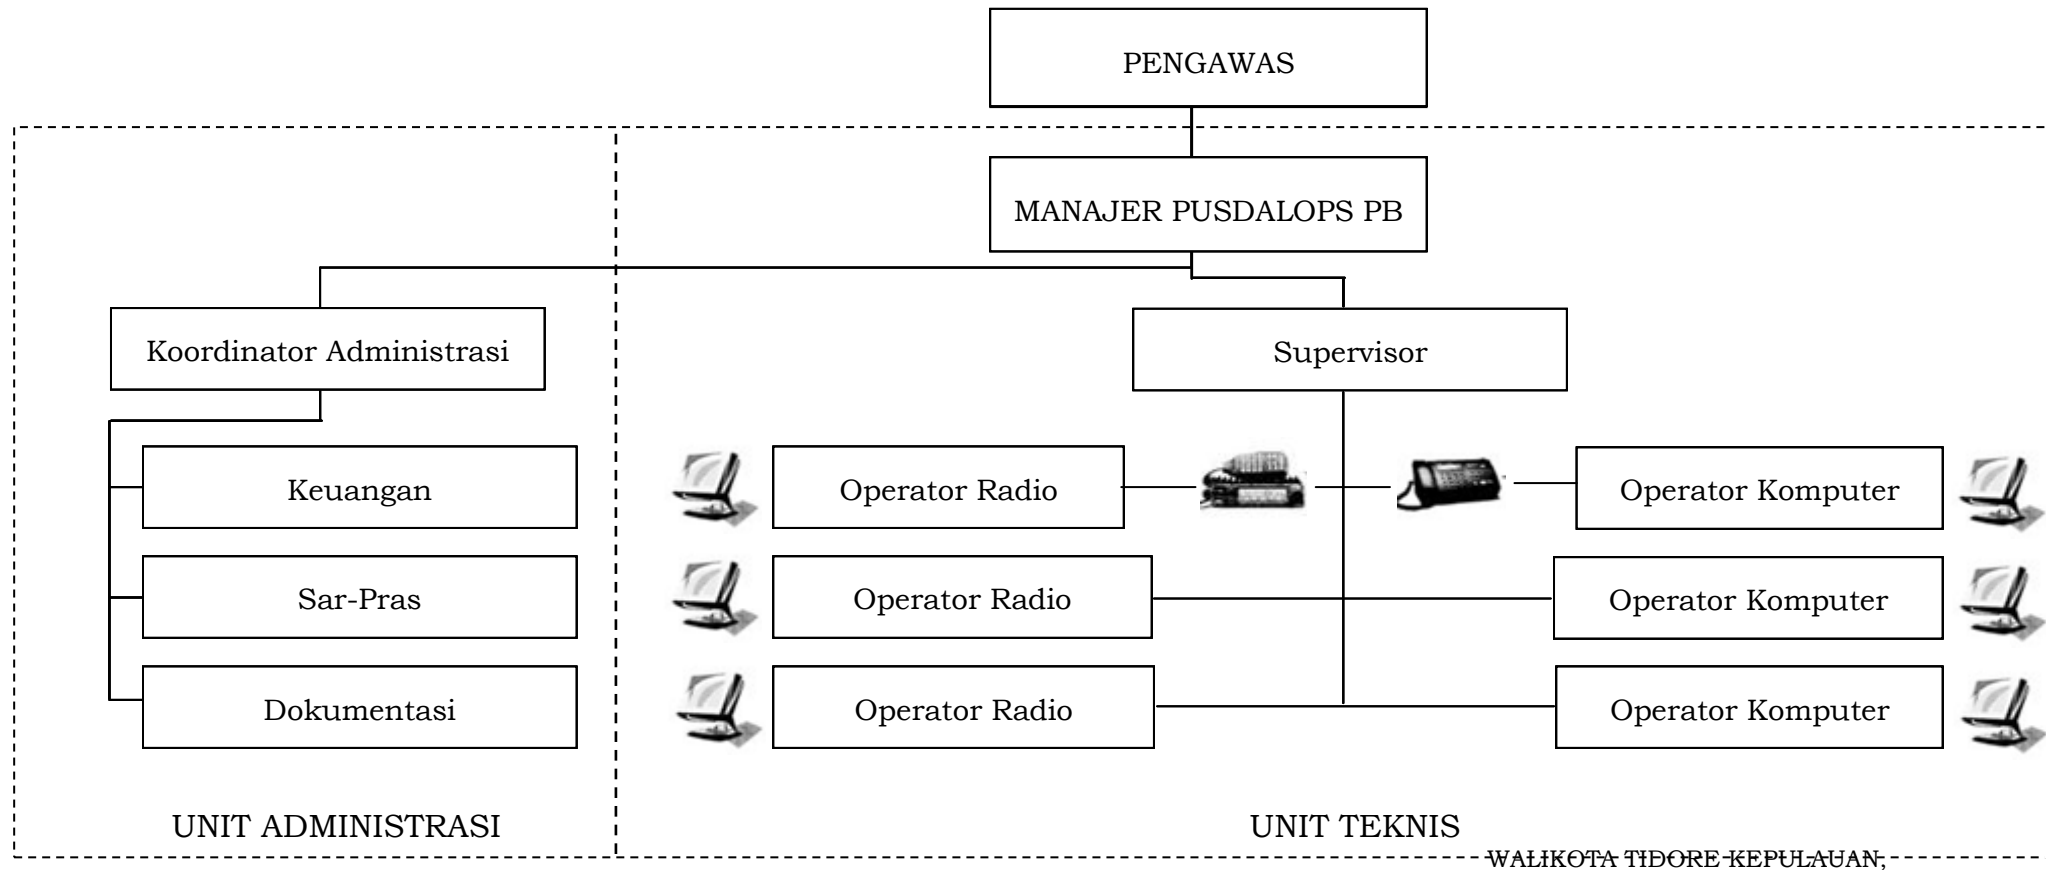 PENGAWAS
MANAJER PUSDALOPS PB
Koordinator Administrasi
Supervisor
Keuangan
Operator Radio
Operator Komputer
Sar-Pras
Operator Radio
Operator Komputer
Dokumentasi
Operator Radio
Operator Komputer
UNIT ADMINISTRASI
UNIT TEKNIS
WALIKOTA TIDORE KEPULAUAN,